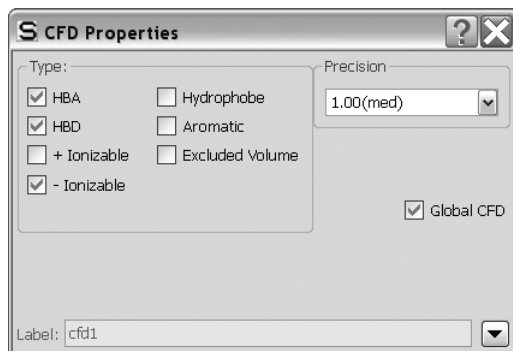 S CFD Properties ?
Type:
HBA
HBD
+ Ionizable
- Ionizable
Hydrophobe
Aromatic
Excluded Volume
Precision
1.00(med)
Global CFD
Label: cfd1